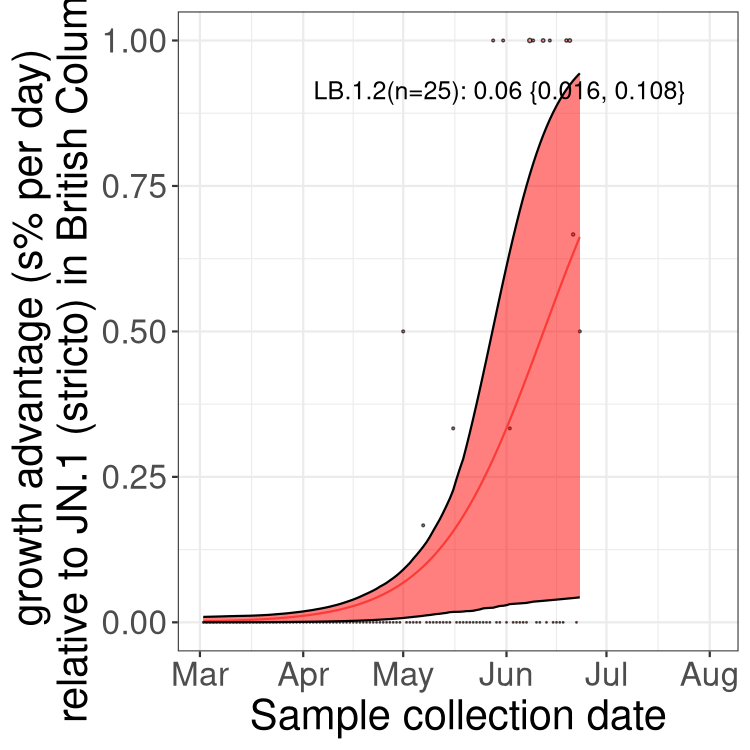 growth advantage (s% per day)
relative to JN.1 (stricto) in British Colum
1.00
0.75
0.50
0.25
0.00
LB.1.2(n=25): 0.06 {0.016, 0.108}
Mar Apr May Jun Jul Aug
Sample collection date